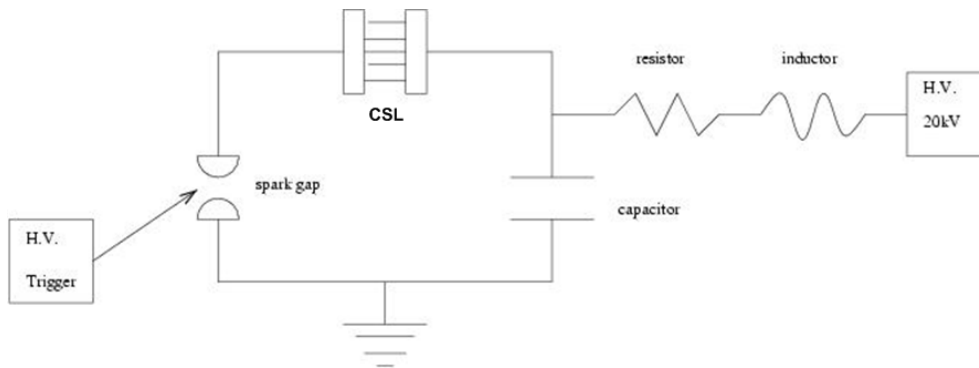 CSL
resistor
inductor
H.V.
20kV
spark gap
capacitor
H.V.
Trigger